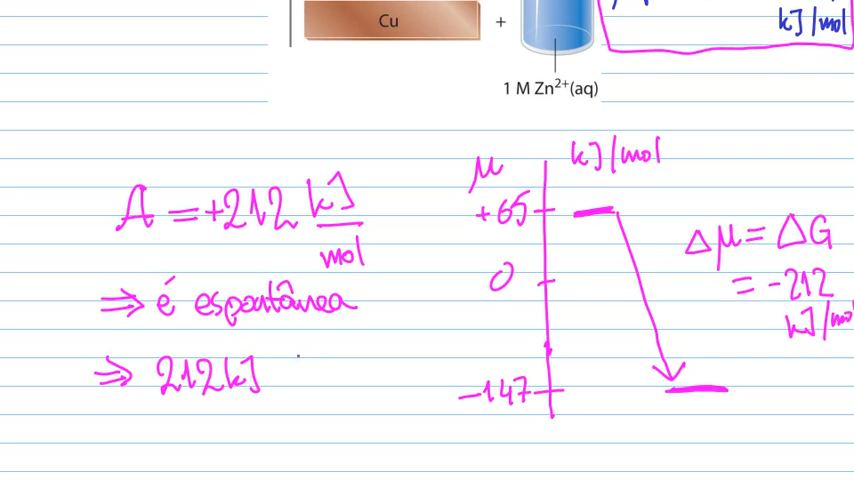 kJ/mol
Cu
+
1 M Zn²⁺(aq)
A = +212 kJ/mol
⇒ é espontânea
⇒ 212 kJ
μ
kJ/mol
+65
0
-147
Δμ = ΔG
= -212
kJ/mol